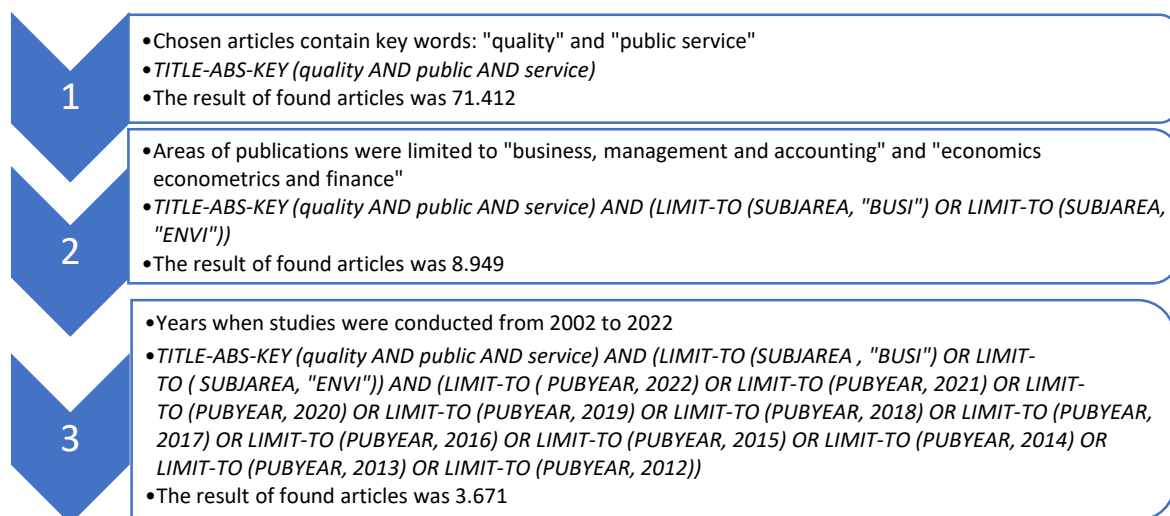 1
•Chosen articles contain key words: "quality" and "public service"
•TITLE-ABS-KEY (quality AND public AND service)
•The result of found articles was 71.412
2
•Areas of publications were limited to "business, management and accounting" and "economics
econometrics and finance"
•TITLE-ABS-KEY (quality AND public AND service) AND (LIMIT-TO (SUBJAREA, "BUSI") OR LIMIT-TO (SUBJAREA,
"ENVI"))
•The result of found articles was 8.949
3
•Years when studies were conducted from 2002 to 2022
•TITLE-ABS-KEY (quality AND public AND service) AND (LIMIT-TO (SUBJAREA , "BUSI") OR LIMIT-
TO ( SUBJAREA, "ENVI")) AND (LIMIT-TO ( PUBYEAR, 2022) OR LIMIT-TO (PUBYEAR, 2021) OR LIMIT-
TO (PUBYEAR, 2020) OR LIMIT-TO (PUBYEAR, 2019) OR LIMIT-TO (PUBYEAR, 2018) OR LIMIT-TO (PUBYEAR,
2017) OR LIMIT-TO (PUBYEAR, 2016) OR LIMIT-TO (PUBYEAR, 2015) OR LIMIT-TO (PUBYEAR, 2014) OR
LIMIT-TO (PUBYEAR, 2013) OR LIMIT-TO (PUBYEAR, 2012))
•The result of found articles was 3.671